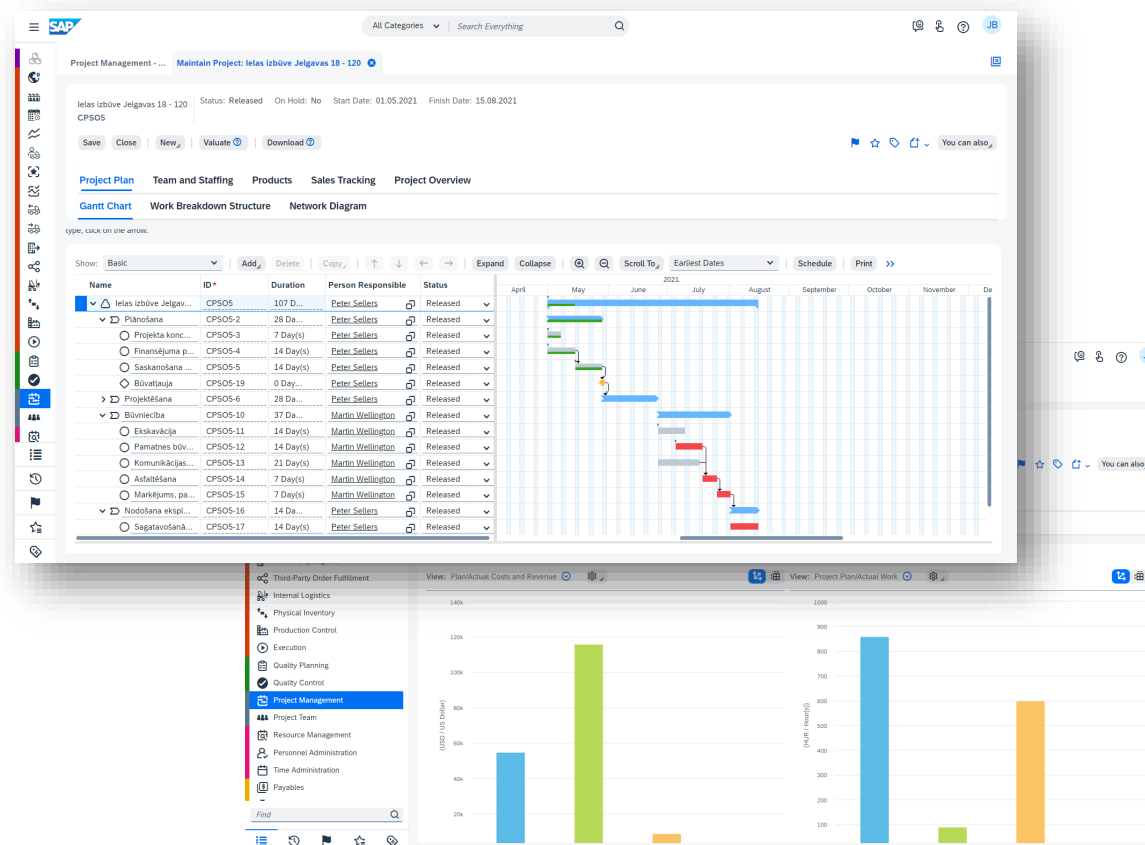 SAP
All Categories Search Everything
JB
Project Management - ... Maintain Project: Ielas izbūve Jelgavas 18 - 120
Ielas izbūve Jelgavas 18 - 120 Status: Released On Hold: No Start Date: 01.05.2021 Finish Date: 15.08.2021
CPSO5
Save Close New Valuate Download You can also
Project Plan Team and Staffing Products Sales Tracking Project Overview
Gantt Chart Work Breakdown Structure Network Diagram
type, click on the arrow.
Show: Basic Add Delete Copy Expand Collapse Scroll To Earliest Dates Schedule Print
Name ID* Duration Person Responsible Status
2021
April May June July August September October November De
Ielas izbūve Jelgav... CPSO5 107 D... Peter Sellers Released
Plānošana CPSO5-2 28 Da... Peter Sellers Released
Projekta konc... CPSO5-3 7 Day(s) Peter Sellers Released
Finansējuma p... CPSO5-4 14 Day(s) Peter Sellers Released
Saskaņošana ... CPSO5-5 14 Day(s) Peter Sellers Released
Būvatļauja CPSO5-19 0 Day... Peter Sellers Released
Projektēšana CPSO5-6 28 Da... Peter Sellers Released
Būvniecība CPSO5-10 37 Da... Martin Wellington Released
Ekskavācija CPSO5-11 14 Day(s) Martin Wellington Released
Pamatnes būv... CPSO5-12 14 Day(s) Martin Wellington Released
Komunikācijas... CPSO5-13 21 Day(s) Martin Wellington Released
Asfaltēšana CPSO5-14 7 Day(s) Martin Wellington Released
Marķējums, pa... CPSO5-15 7 Day(s) Martin Wellington Released
Nodošana ekspl... CPSO5-16 14 Da... Peter Sellers Released
Sagatavošanā... CPSO5-17 14 Day(s) Peter Sellers Released
You can also
Third-Party Order Fulfillment
Internal Logistics
Physical Inventory
Production Control
Execution
Quality Planning
Quality Control
Project Management
Project Team
Resource Management
Personnel Administration
Time Administration
Payables
Find
View: Plan/Actual Costs and Revenue
140k
120k
100k
80k
60k
40k
20k
(USD / US Dollar)
View: Project Plan/Actual Work
1000
900
800
700
600
500
400
300
200
100
(HUR / Hour(s))